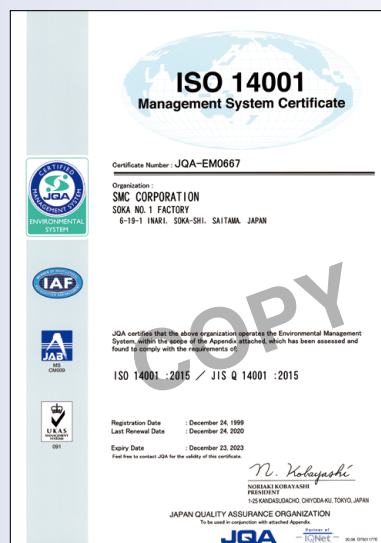 ISO 14001
Management System Certificate
Certificate Number : JQA-EM0667
Organization :
SMC CORPORATION
SOKA NO. 1 FACTORY
6-19-1 INARI, SOKA-SHI, SAITAMA, JAPAN
CERTIFIED MANAGEMENT SYSTEM
JQA
ENVIRONMENTAL
SYSTEM
IAF
COPY
JQA certifies that the above organization operates the Environmental Management
System, within the scope of the Appendix attached, which has been assessed and
found to comply with the requirements of:
JAB
MS
CM009
ISO 14001 :2015 / JIS Q 14001 :2015
UKAS
MANAGEMENT
SYSTEMS
091
Registration Date : December 24, 1999
Last Renewal Date : December 24, 2020
Expiry Date : December 23, 2023
Feel free to contact JQA for the validity of this certificate.
N. Kobayashi
NORIAKI KOBAYASHI
PRESIDENT
1-25 KANDASUDACHO, CHIYODA-KU, TOKYO, JAPAN
JAPAN QUALITY ASSURANCE ORGANIZATION
To be used in conjunction with attached Appendix.
JQA
Partner of
IQNet